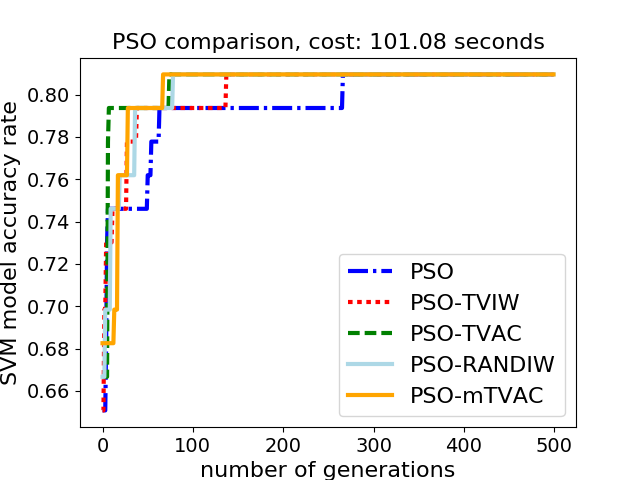 PSO comparison, cost: 101.08 seconds
SVM model accuracy rate
0.80
0.78
0.76
0.74
0.72
0.70
0.68
0.66
PSO
PSO-TVIW
PSO-TVAC
PSO-RANDIW
PSO-mTVAC
0 100 200 300 400 500
number of generations